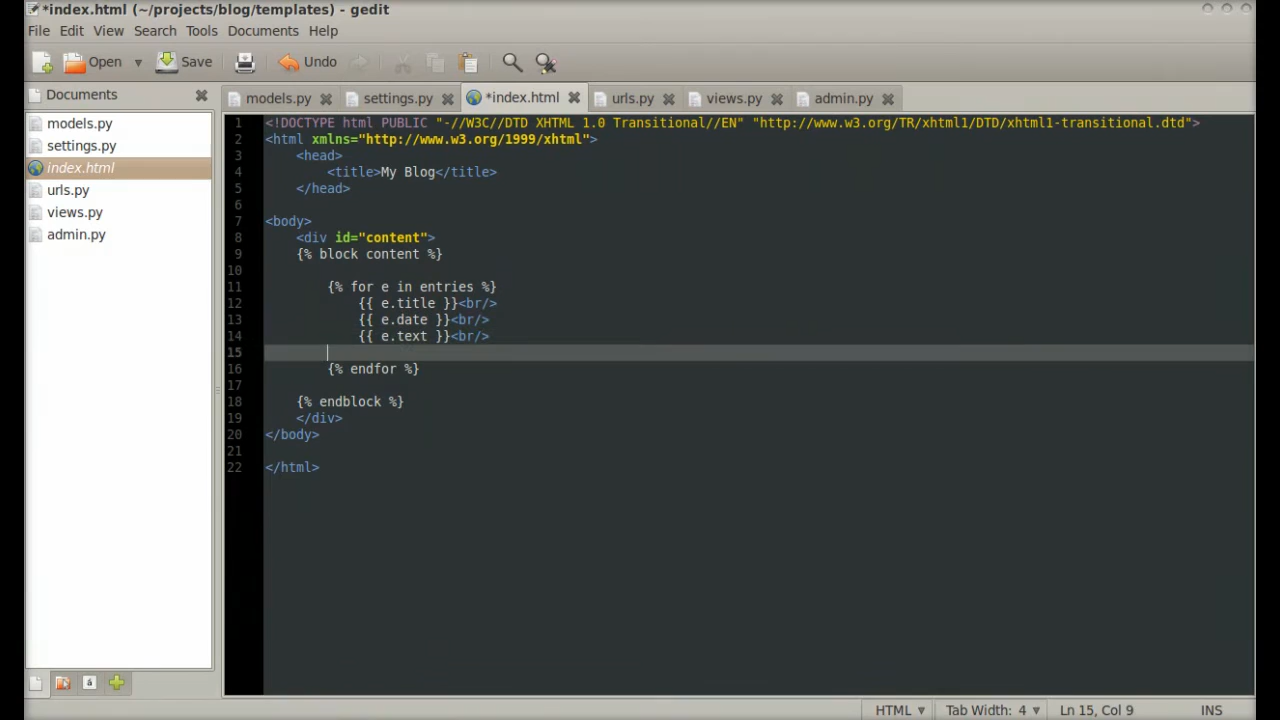 *index.html (~/projects/blog/templates) - gedit
File Edit View Search Tools Documents Help
Open Save Undo
Documents
models.py
settings.py
index.html
urls.py
views.py
admin.py
models.py settings.py *index.html urls.py views.py admin.py
1 <!DOCTYPE html PUBLIC "-//W3C//DTD XHTML 1.0 Transitional//EN" "http://www.w3.org/TR/xhtml1/DTD/xhtml1-transitional.dtd">
2 <html xmlns="http://www.w3.org/1999/xhtml">
3 <head>
4 <title>My Blog</title>
5 </head>
6
7 <body>
8 <div id="content">
9 {% block content %}
10
11 {% for e in entries %}
12 {{ e.title }}<br/>
13 {{ e.date }}<br/>
14 {{ e.text }}<br/>
15
16 {% endfor %}
17
18 {% endblock %}
19 </div>
20 </body>
21
22 </html>
HTML Tab Width: 4 Ln 15, Col 9 INS